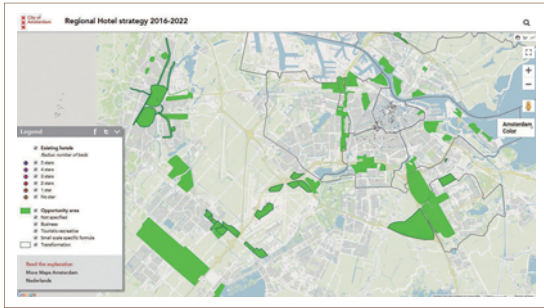 City of
Amsterdam
Regional Hotel strategy 2016-2022
Amsterdam
Color
Legend
Existing hotels
Radius: number of beds
5 stars
4 stars
3 stars
2 stars
1 star
No star
Opportunity area
Not specified
Business
Touristic-recreative
Small scale specific formula
Transformation
Read the explanation
More Maps Amsterdam
Nederlands
Google